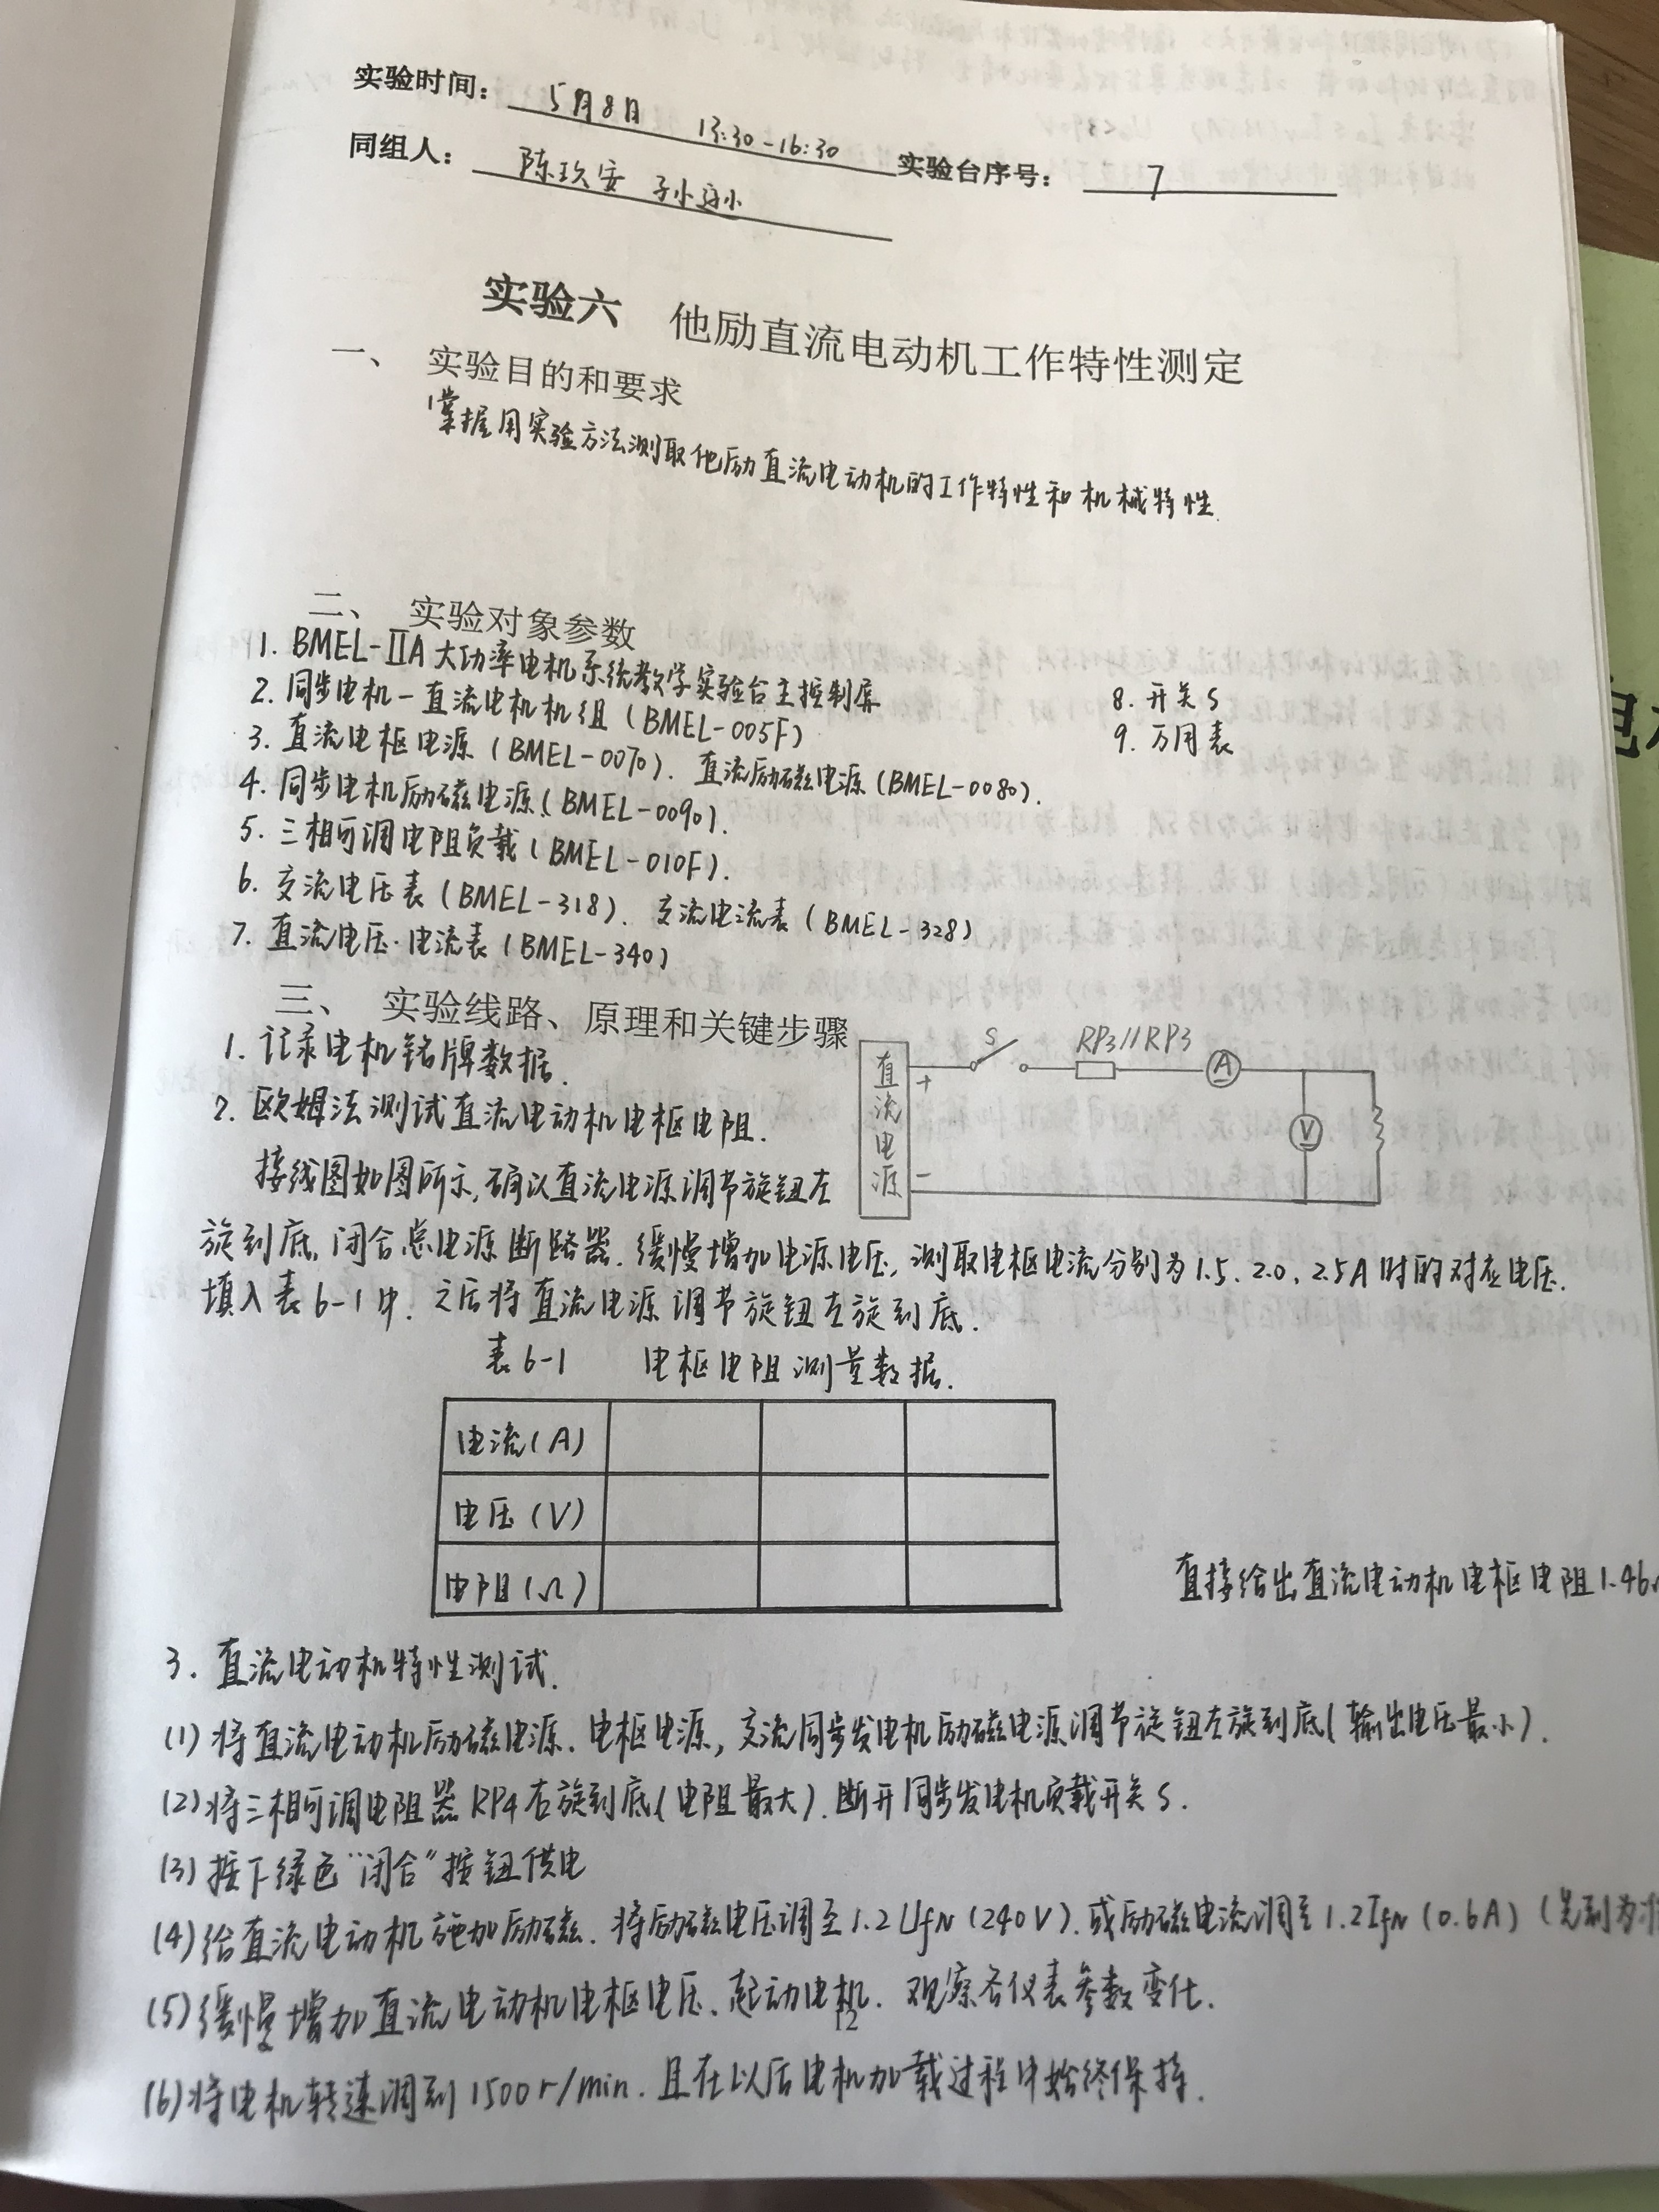 实验时间： 5月8日 13:30-16:30
同组人： 陈玖安 实验台序号： 7
实验六 他励直流电动机工作特性测定
一、 实验目的和要求
掌握用实验方法测取他励直流电动机的工作特性和机械特性.
二、 实验对象参数
1. BMEL-ⅡA大功率电机系统教学实验台主控制屏
2. 同步电机-直流电机机组(BMEL-005F)
3. 直流电枢电源(BMEL-0070). 直流励磁电源(BMEL-0080).
4. 同步电机励磁电源(BMEL-0090).
5. 三相可调电阻负载(BMEL-010F).
6. 交流电压表(BMEL-318). 交流电流表(BMEL-328)
7. 直流电压.电流表(BMEL-340)
8. 开关S
9. 万用表
三、 实验线路、原理和关键步骤
1. 记录电机铭牌数据.
2. 欧姆法测试直流电动机电枢电阻.
接线图如图所示,确认直流电源调节旋钮左
旋到底,闭合总电源断路器.缓慢增加电源电压,测取电枢电流分别为1.5、2.0、2.5A时的对应电压.
填入表6-1中.之后将直流电源调节旋钮左旋到底.
直流电源
+
-
S
RP3//RP3
A
V
表6-1 电枢电阻测量数据.
电流(A)
电压(V)
电阻(Ω)
直接给出直流电动机电枢电阻1.46
3. 直流电动机特性测试.
(1) 将直流电动机励磁电源、电枢电源,交流同步发电机励磁电源调节旋钮左旋到底(输出电压最小).
(2) 将三相可调电阻器RP4右旋到底(电阻最大).断开同步发电机负载开关S.
(3) 按下绿色"闭合"按钮供电
(4) 给直流电动机施加励磁.将励磁电压调至1.2UfN(240V).或励磁电流调至1.2IfN(0.6A)(先到为
(5) 缓慢增加直流电动机电枢电压、起动电机.观察各仪表参数变化.
12
(6) 将电机转速调到1500r/min.且在以后电机加载过程中始终保持.